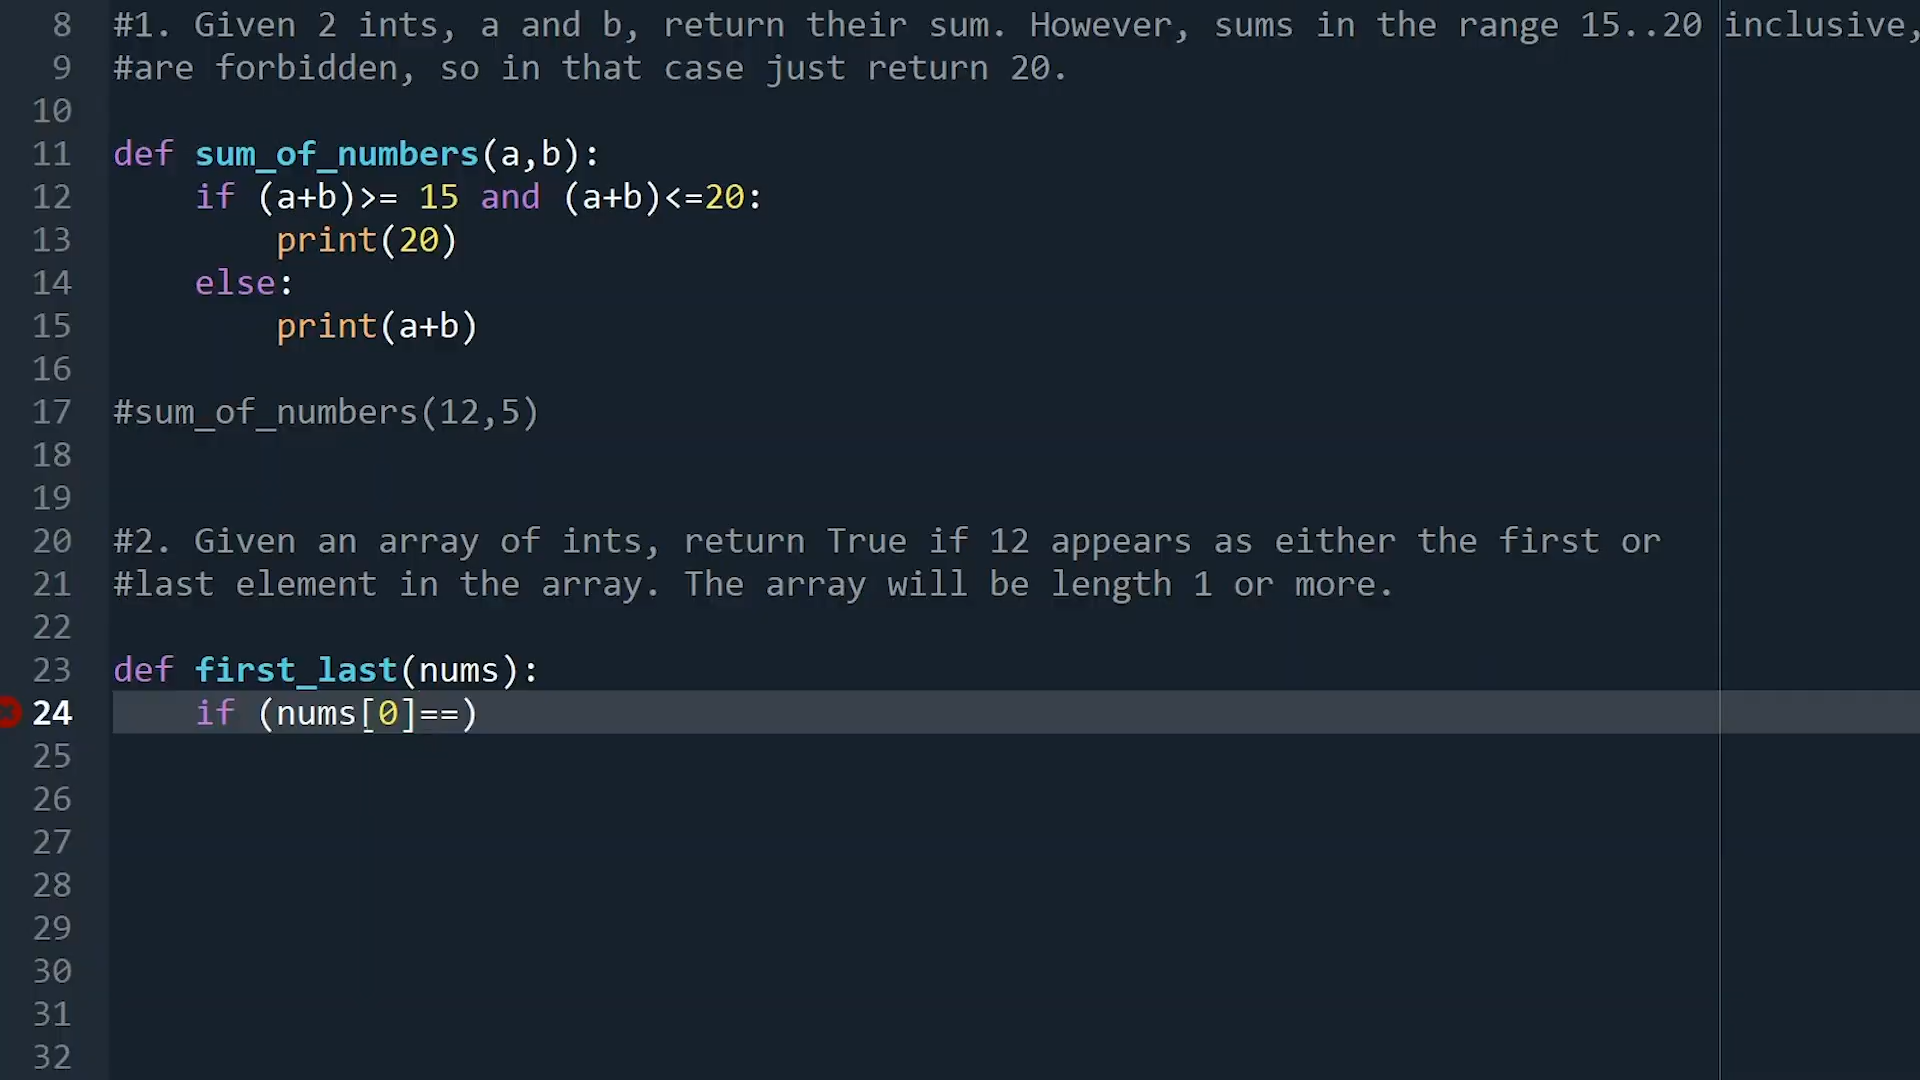 8 #1. Given 2 ints, a and b, return their sum. However, sums in the range 15..20 inclusive,
9 #are forbidden, so in that case just return 20.
10
11 def sum_of_numbers(a,b):
12     if (a+b)>= 15 and (a+b)<=20:
13         print(20)
14     else:
15         print(a+b)
16
17 #sum_of_numbers(12,5)
18
19
20 #2. Given an array of ints, return True if 12 appears as either the first or
21 #last element in the array. The array will be length 1 or more.
22
23 def first_last(nums):
24     if (nums[0]==)
25
26
27
28
29
30
31
32